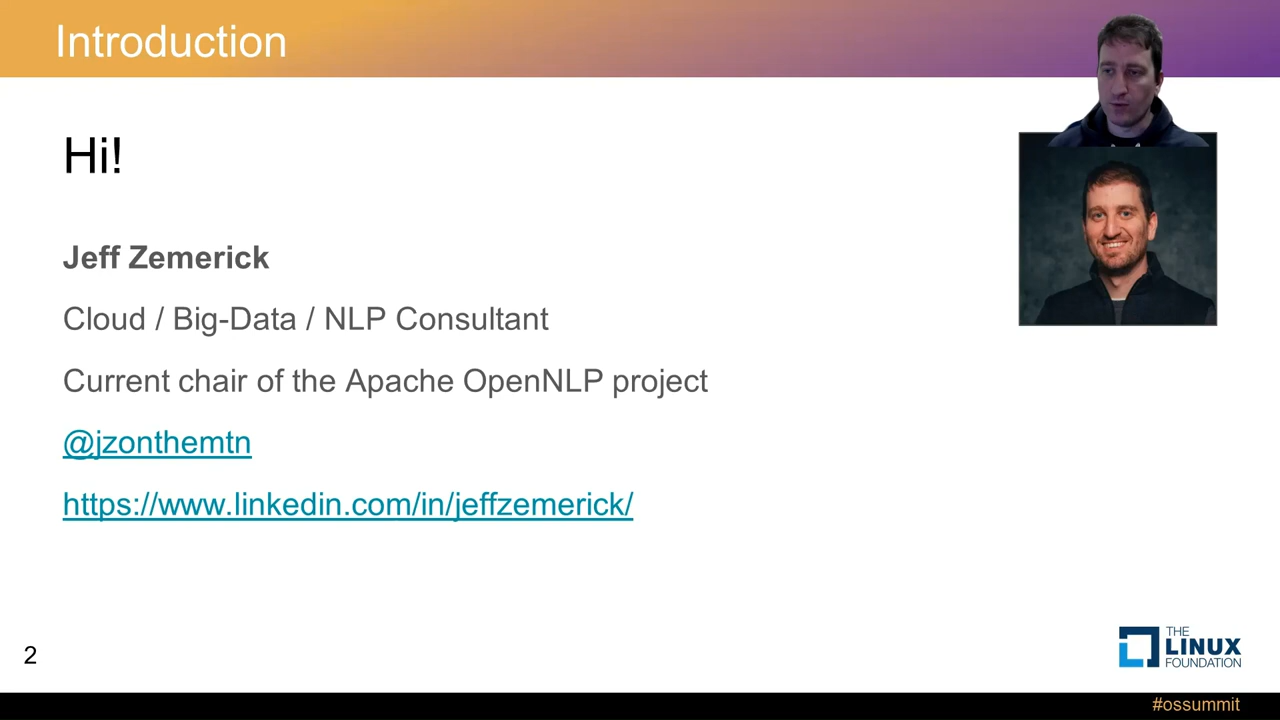 Introduction
Hi!
Jeff Zemerick
Cloud / Big-Data / NLP Consultant
Current chair of the Apache OpenNLP project
@jzonthemtn
https://www.linkedin.com/in/jeffzemerick/
2
THE
LINUX
FOUNDATION
#ossummit